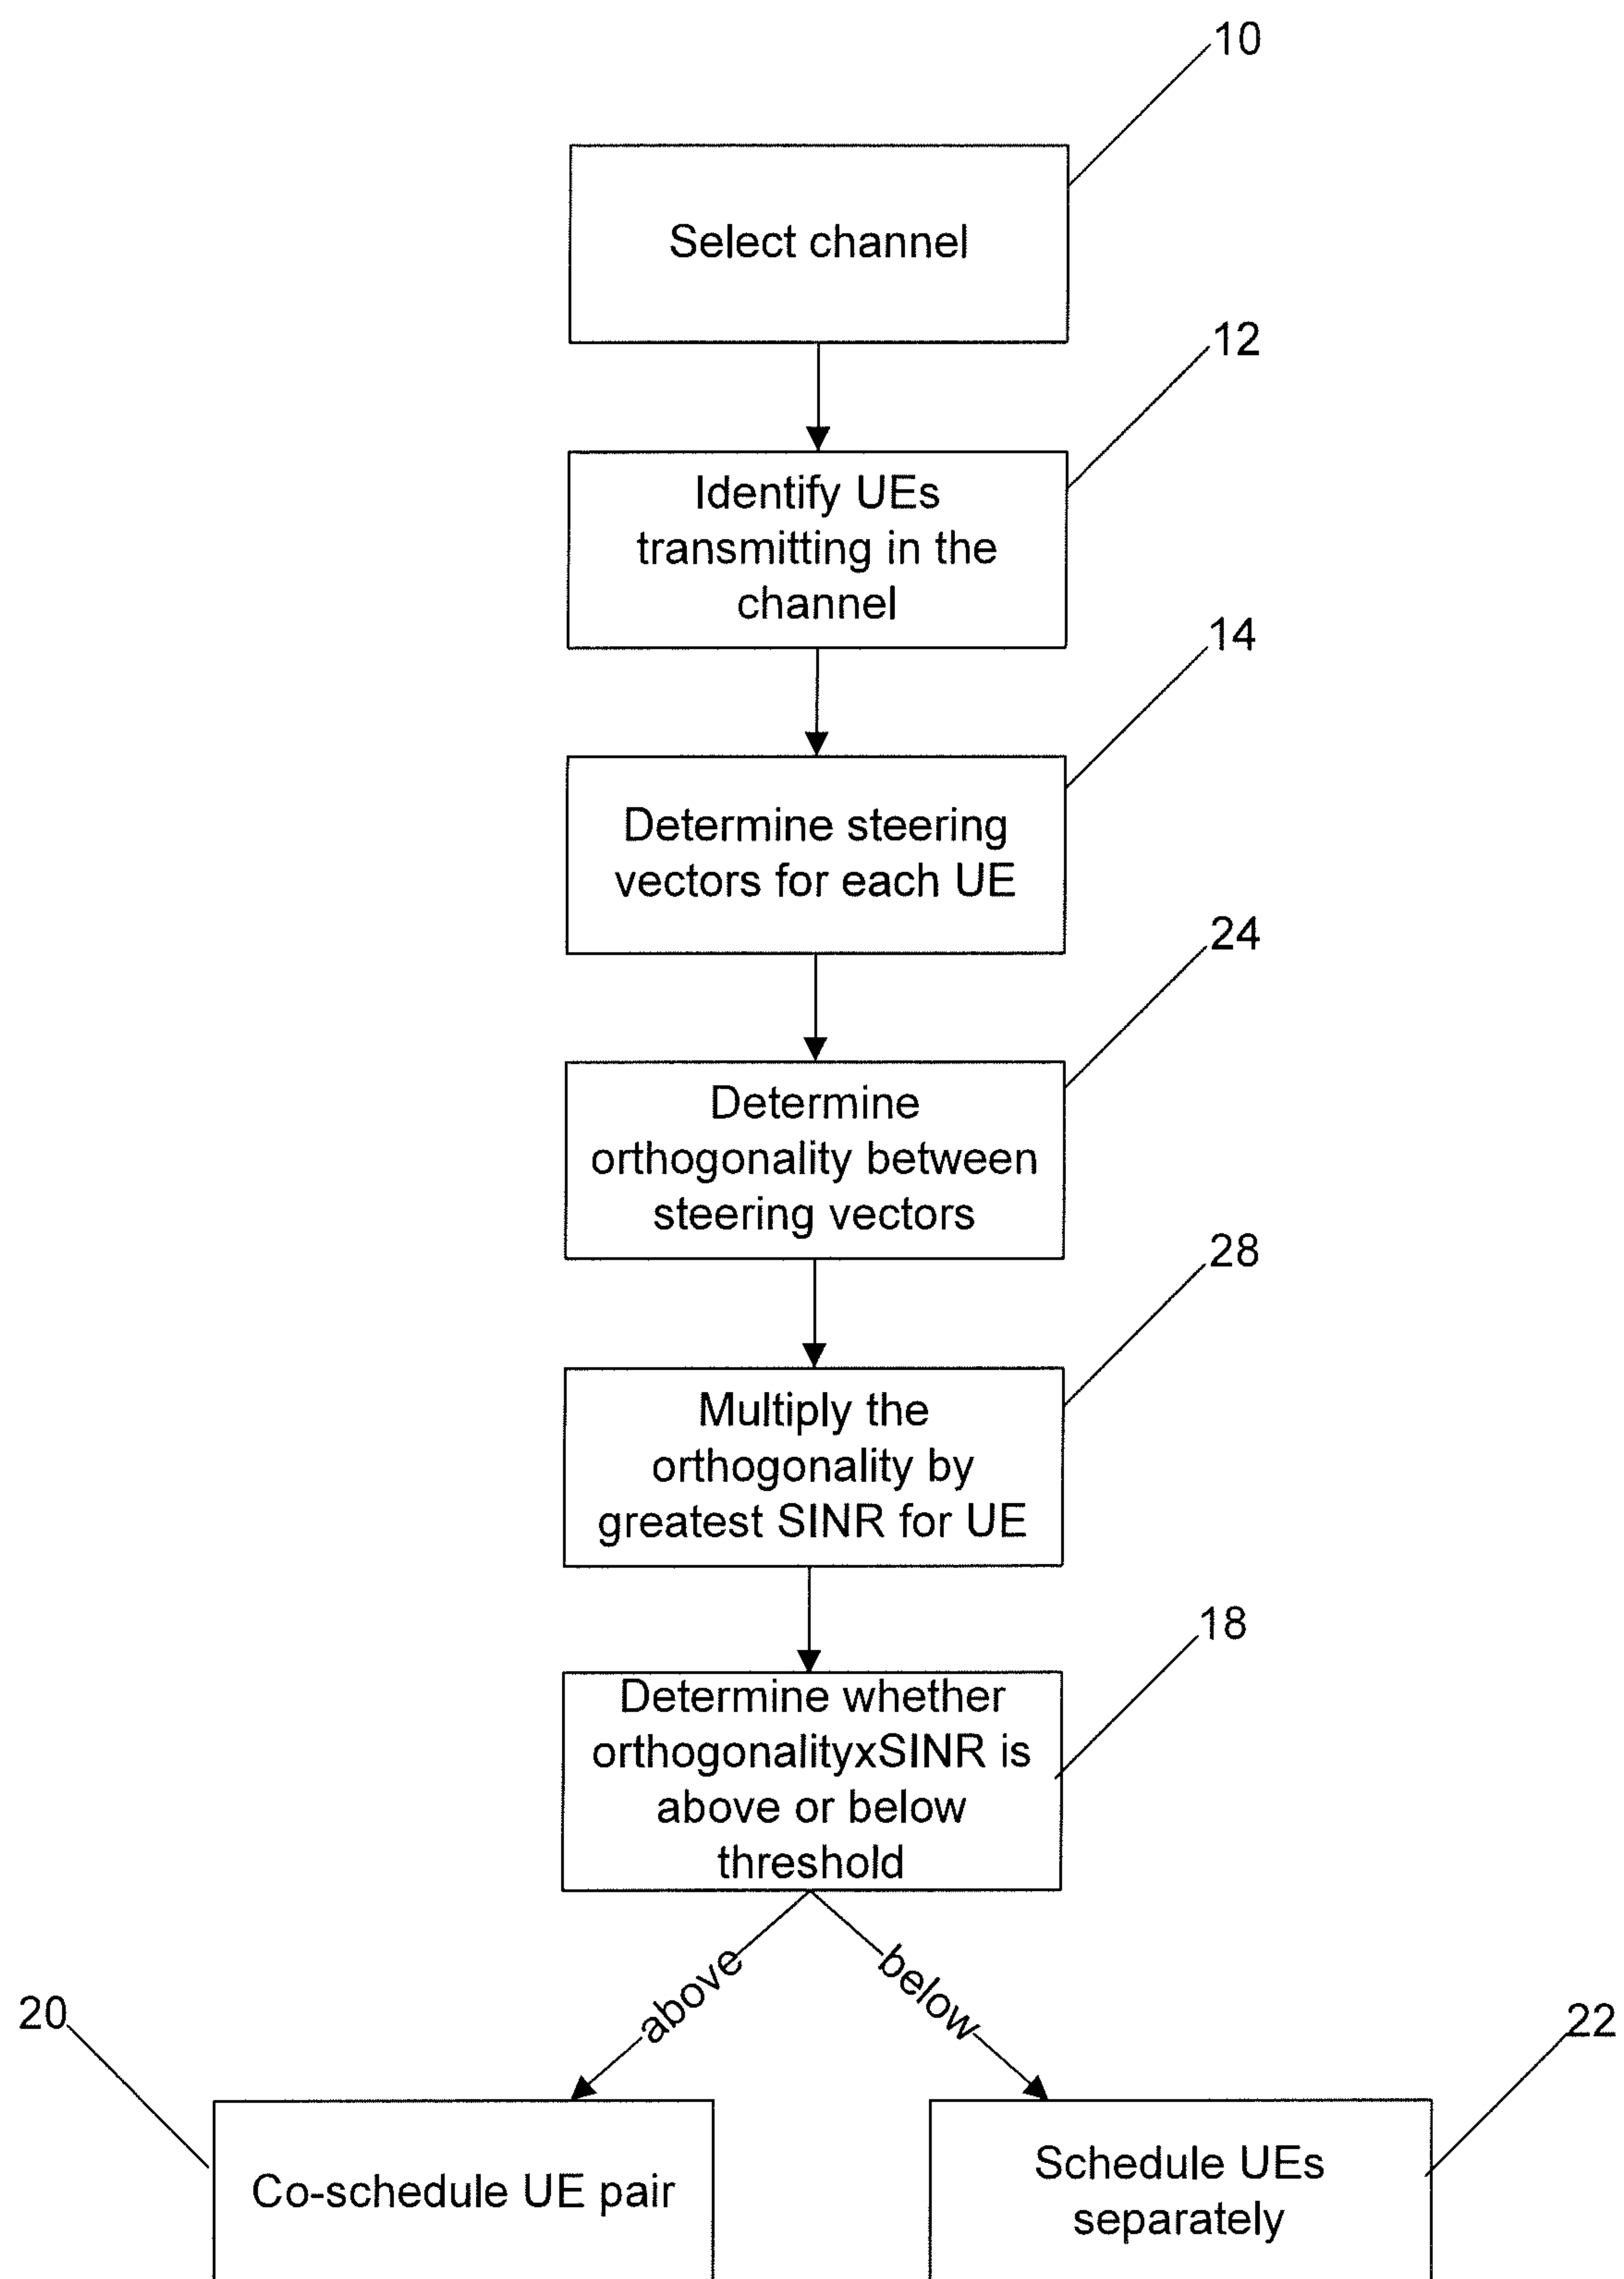 10
Select channel
12
Identify UEs
transmitting in the
channel
14
Determine steering
vectors for each UE
24
Determine
orthogonality between
steering vectors
28
Multiply the
orthogonality by
greatest SINR for UE
18
Determine whether
orthogonalityxSINR is
above or below
threshold
above
below
20
Co-schedule UE pair
22
Schedule UEs
separately